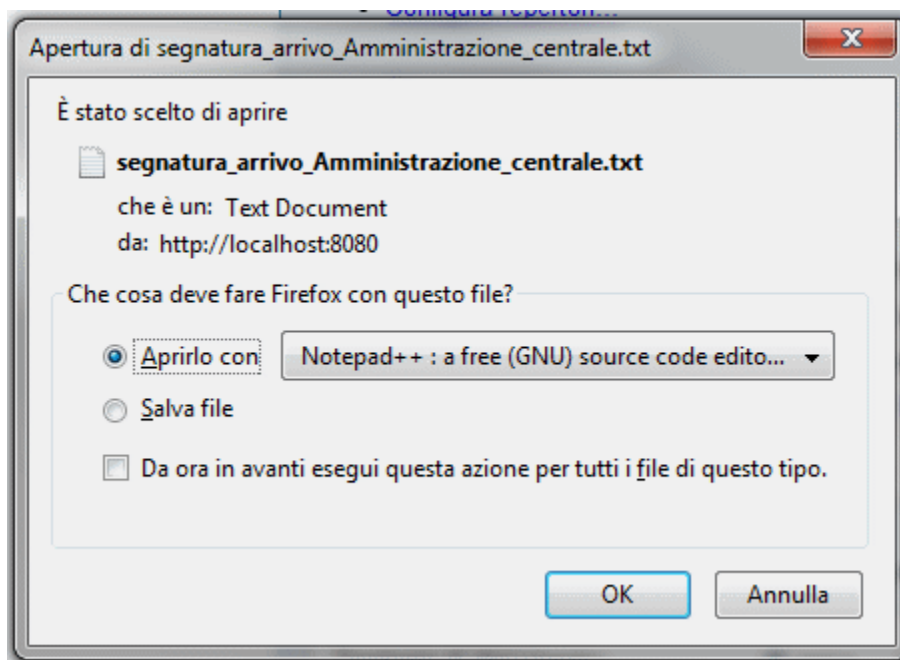 Configura repertori...
Apertura di segnatura_arrivo_Amministrazione_centrale.txt
È stato scelto di aprire
segnatura_arrivo_Amministrazione_centrale.txt
che è un: Text Document
da: http://localhost:8080
Che cosa deve fare Firefox con questo file?
Aprirlo con
Notepad++ : a free (GNU) source code edito...
Salva file
Da ora in avanti esegui questa azione per tutti i file di questo tipo.
OK
Annulla